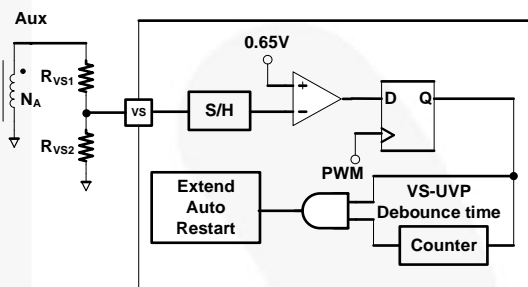 Aux
0.65V
R_VS1
N_A
VS
S/H
+
-
D Q
R_VS2
PWM
Extend
Auto
Restart
VS-UVP
Debounce time
Counter